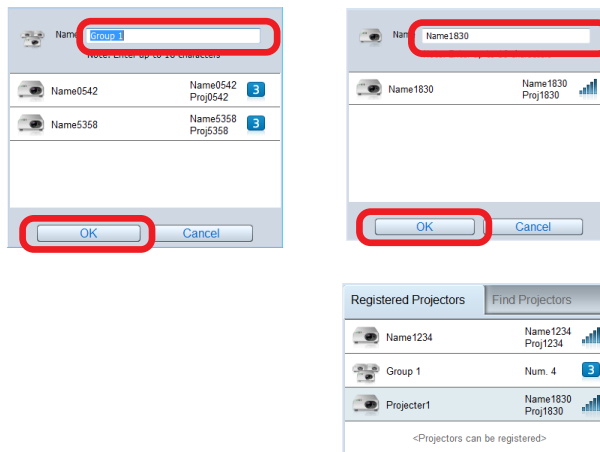 Name Group 1
Note: Enter up to 16 characters
Name0542 Name0542 3
Proj0542
Name5358 Name5358 3
Proj5358
OK Cancel
Name1830
Name1830 Name1830
Proj1830
OK Cancel
Registered Projectors Find Projectors
Name1234 Name1234
Proj1234
Group 1 Num. 4 3
Projecter1 Name1830
Proj1830
<Projectors can be registered>